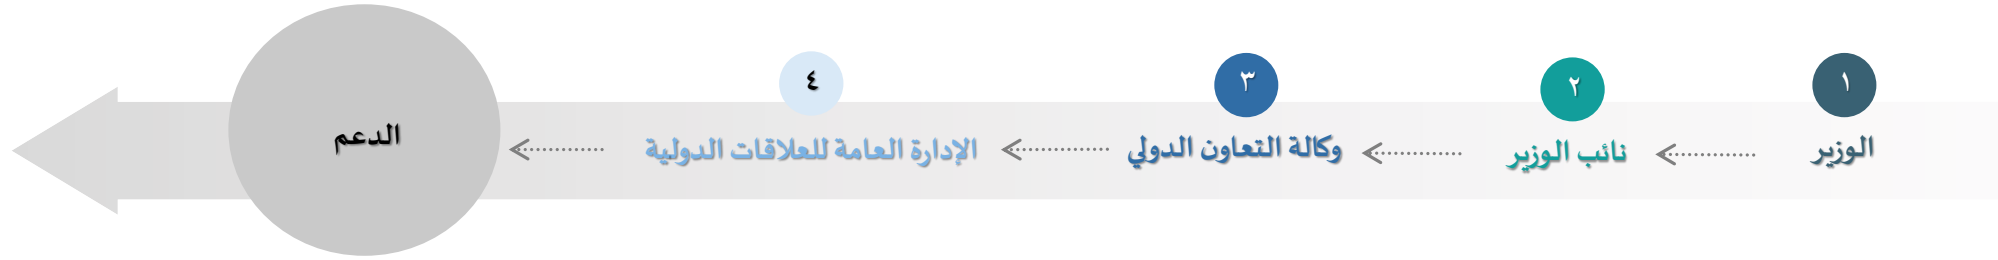 ١
الوزير
٢
نائب الوزير
٣
وكالة التعاون الدولي
٤
الإدارة العامة للعلاقات الدولية
الدعم